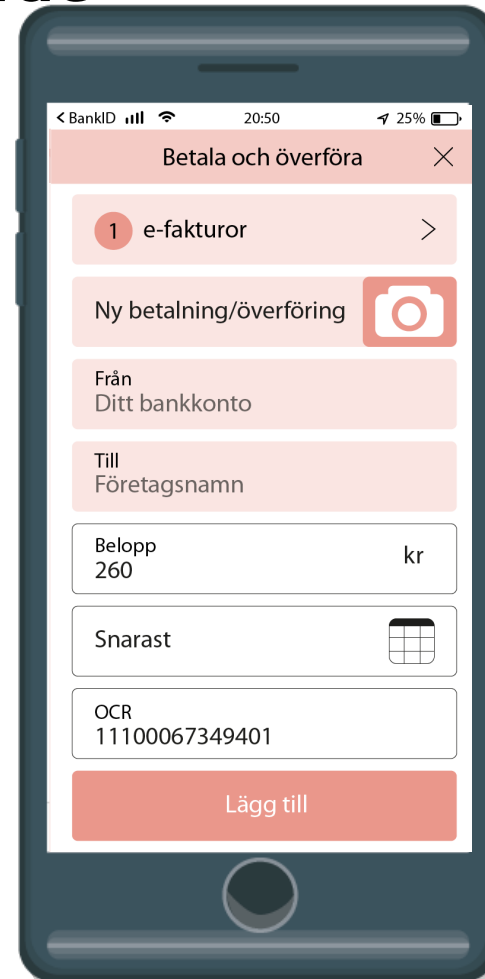 BankID 20:50 25%
Betala och överföra
1 e-fakturor
Ny betalning/överföring
Från
Ditt bankkonto
Till
Företagsnamn
Belopp
260 kr
Snarast
OCR
11100067349401
Lägg till